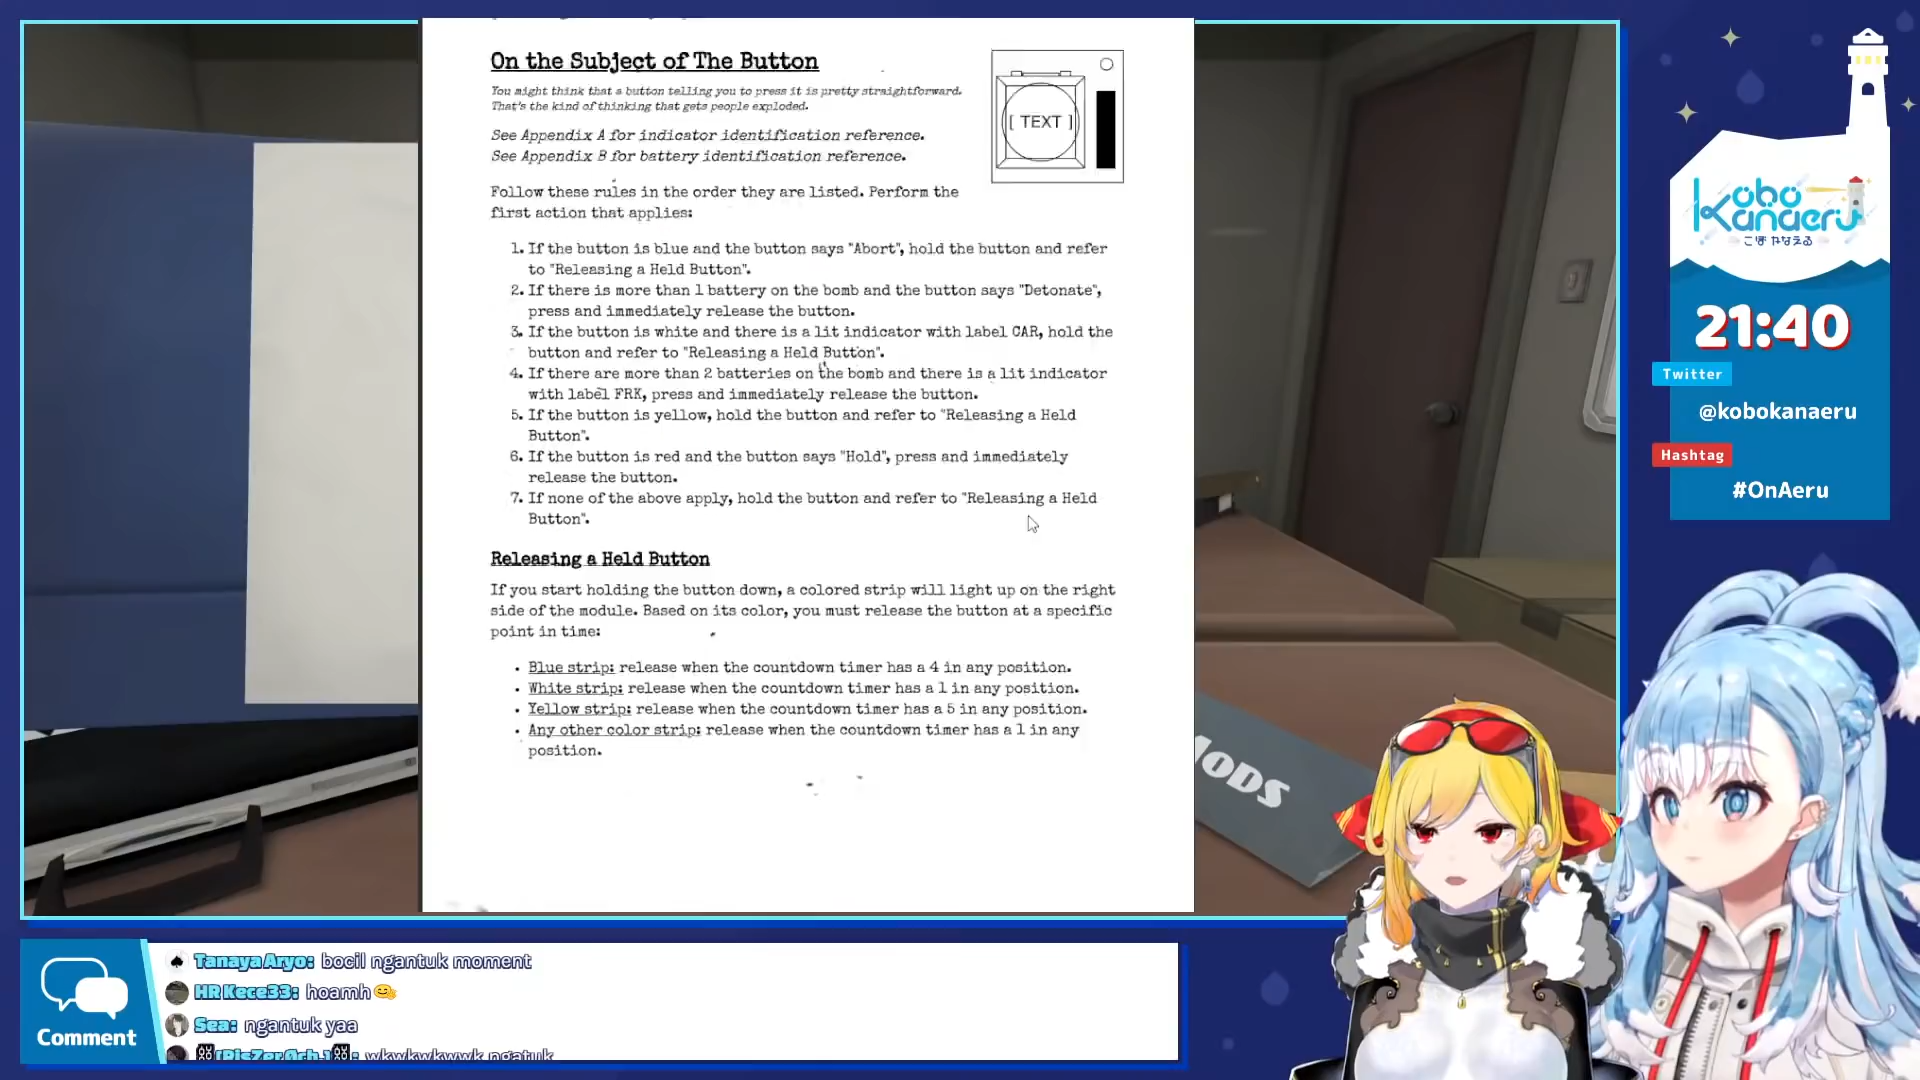 On the Subject of The Button
You might think that a button telling you to press it is pretty straightforward.
That's the kind of thinking that gets people exploded.
See Appendix A for indicator identification reference.
See Appendix B for battery identification reference.
[ TEXT ]
Follow these rules in the order they are listed. Perform the
first action that applies:
1. If the button is blue and the button says "Abort", hold the button and refer
to "Releasing a Held Button".
2. If there is more than 1 battery on the bomb and the button says "Detonate",
press and immediately release the button.
3. If the button is white and there is a lit indicator with label CAR, hold the
button and refer to "Releasing a Held Button".
4. If there are more than 2 batteries on the bomb and there is a lit indicator
with label FRK, press and immediately release the button.
5. If the button is yellow, hold the button and refer to "Releasing a Held
Button".
6. If the button is red and the button says "Hold", press and immediately
release the button.
7. If none of the above apply, hold the button and refer to "Releasing a Held
Button".
Releasing a Held Button
If you start holding the button down, a colored strip will light up on the right
side of the module. Based on its color, you must release the button at a specific
point in time:
• Blue strip: release when the countdown timer has a 4 in any position.
• White strip: release when the countdown timer has a 1 in any position.
• Yellow strip: release when the countdown timer has a 5 in any position.
• Any other color strip: release when the countdown timer has a 1 in any
position.
MODS
Kobo
Kanaeru
こぼ かなえる
21:40
Twitter
@kobokanaeru
Hashtag
#OnAeru
Comment
Tanaya Aryo: bocil ngantuk moment
HR Kece33: hoamh🥱
Sea: ngantuk yaa
wkwkwkwwk ngatuk